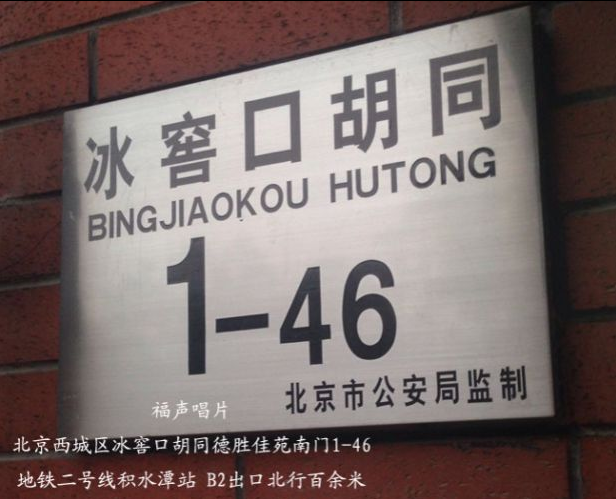 冰窖口胡同
BINGJIAOKOU HUTONG
1-46
北京市公安局监制
福声唱片
北京西城区冰窖口胡同德胜佳苑南门1-46
地铁二号线积水潭站 B2出口北行百余米